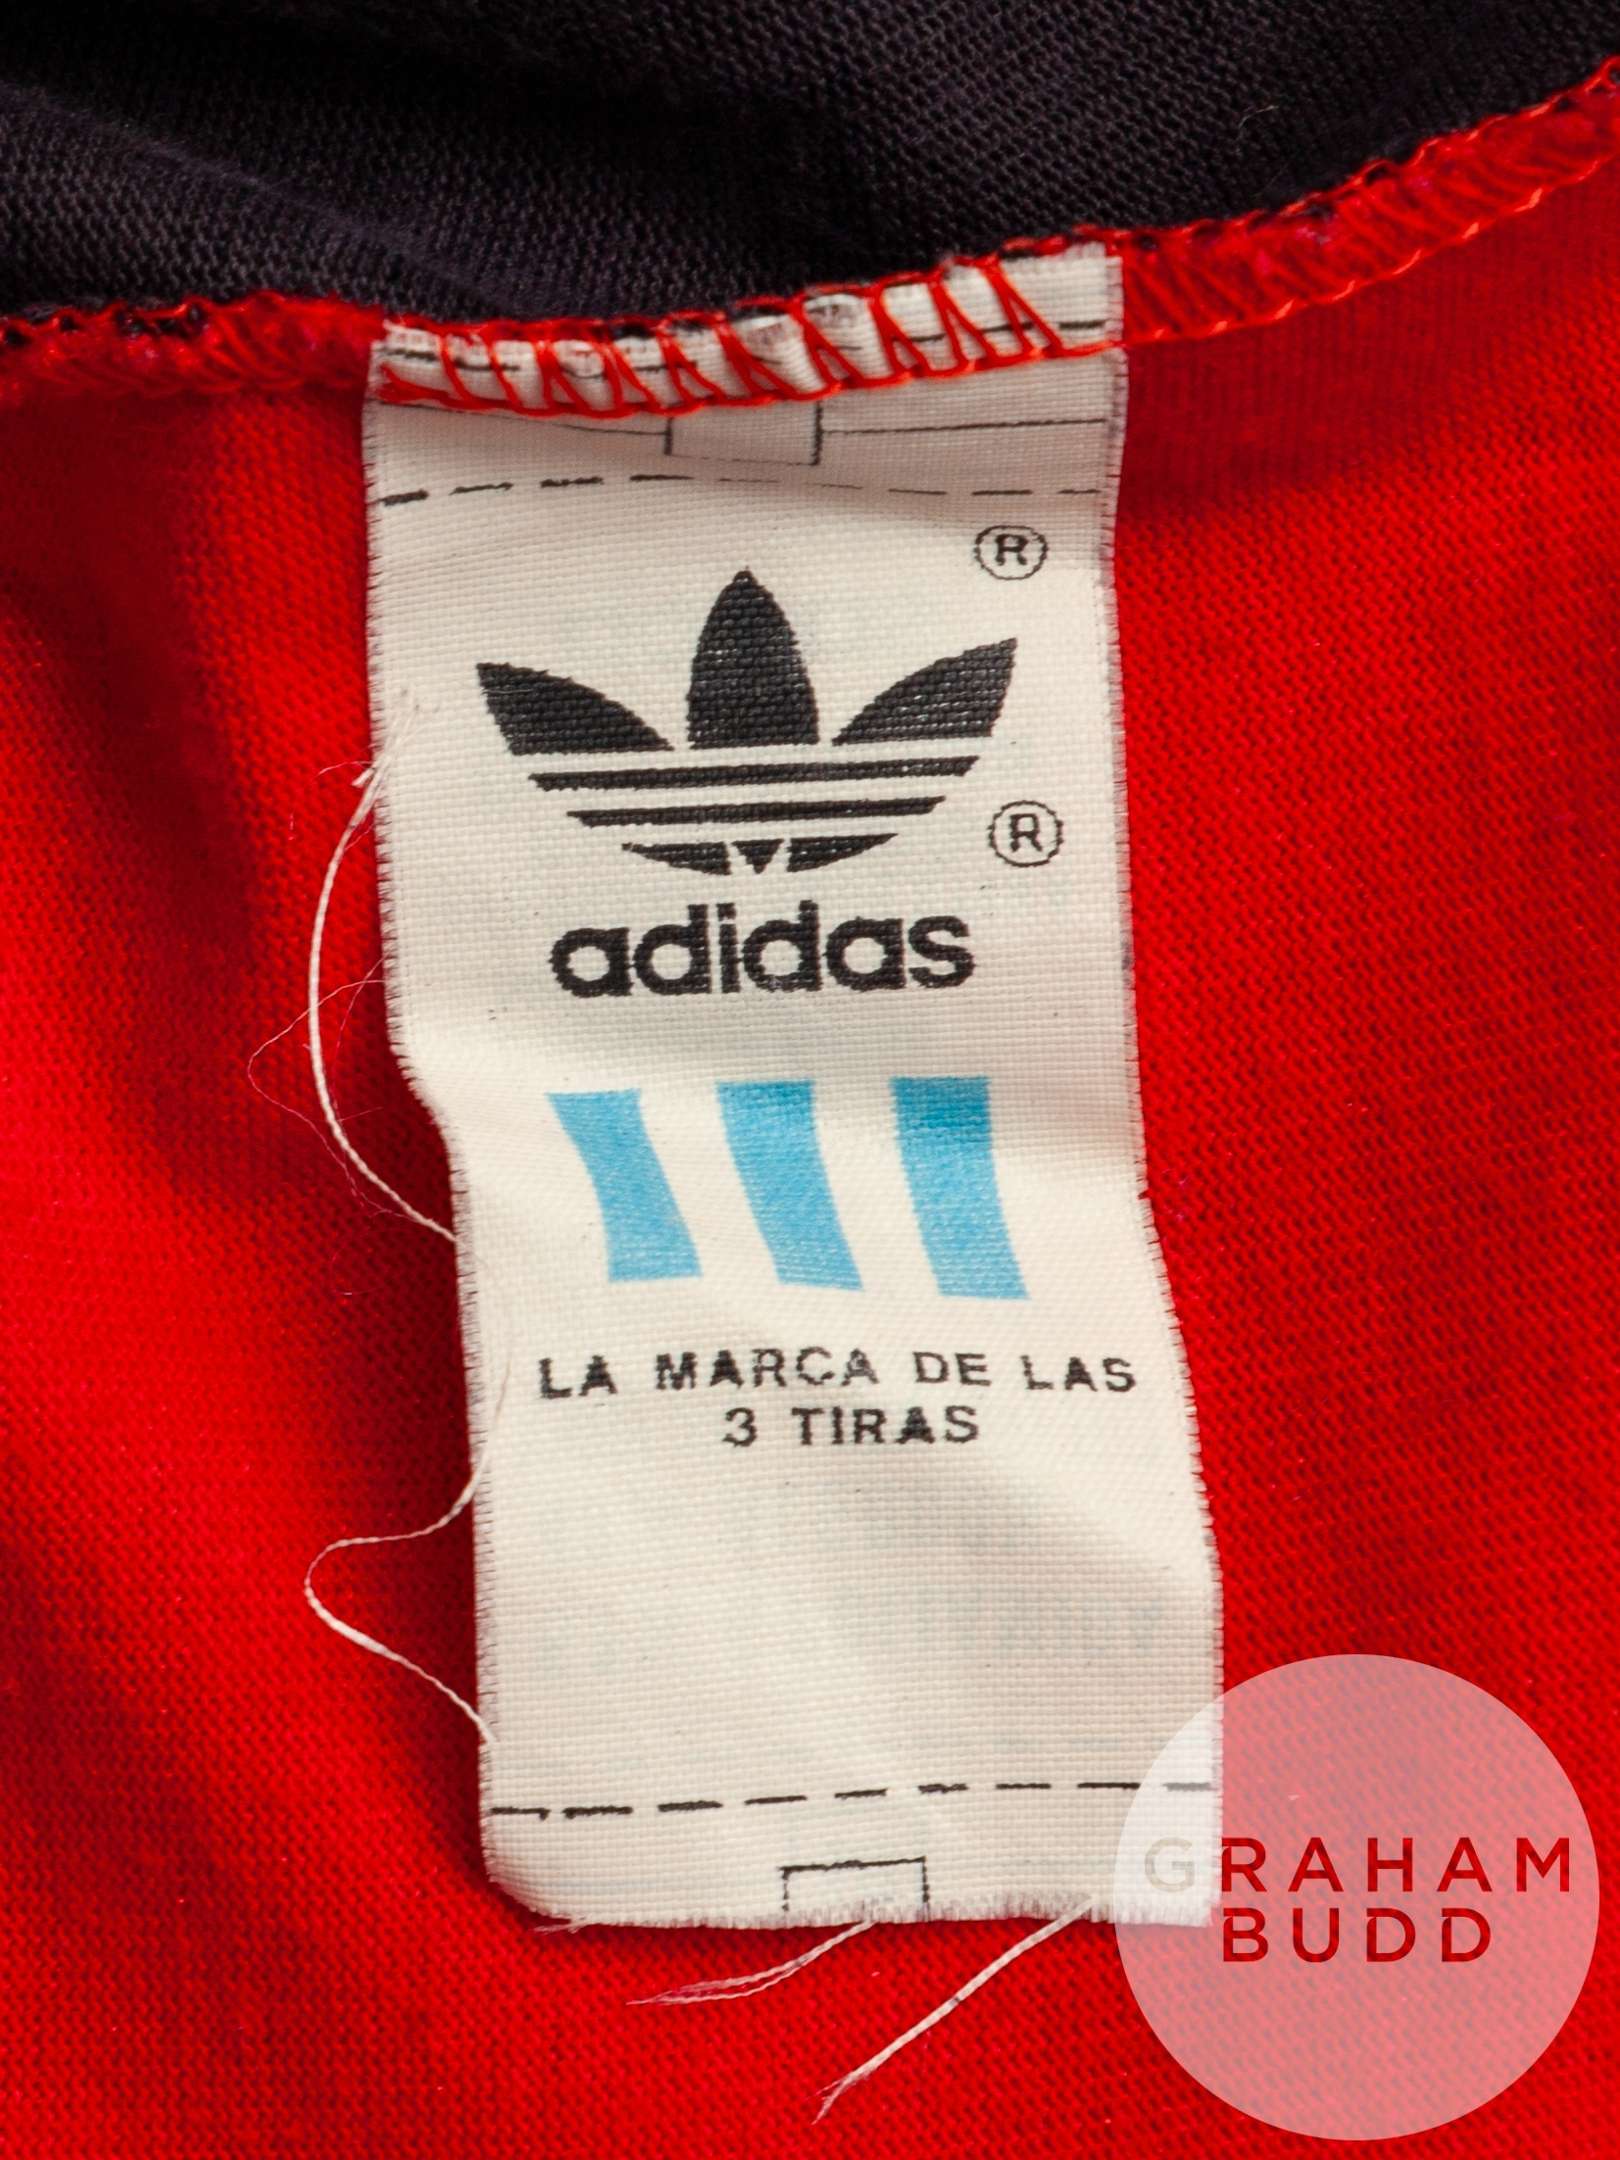 ®
®
adidas
LA MARCA DE LAS
3 TIRAS
GRAHAM
BUDD